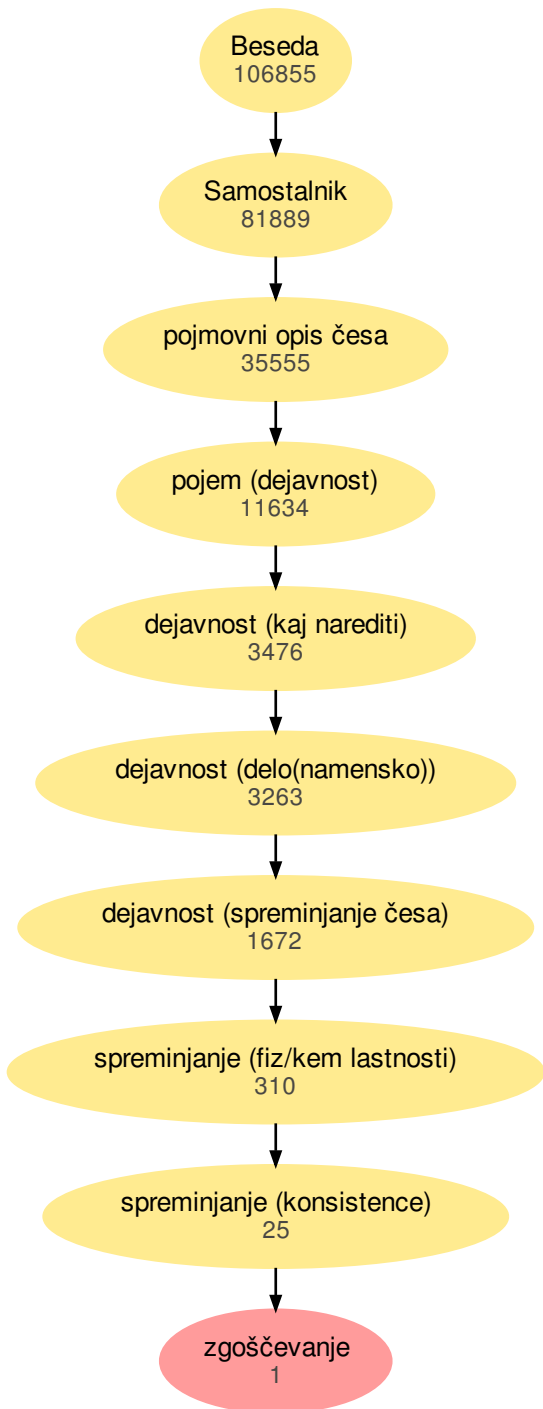 Beseda
106855
Samostalnik
81889
pojmovni opis česa
35555
pojem (dejavnost)
11634
dejavnost (kaj narediti)
3476
dejavnost (delo(namensko))
3263
dejavnost (spreminjanje česa)
1672
spreminjanje (fiz/kem lastnosti)
310
spreminjanje (konsistence)
25
zgoščevanje
1